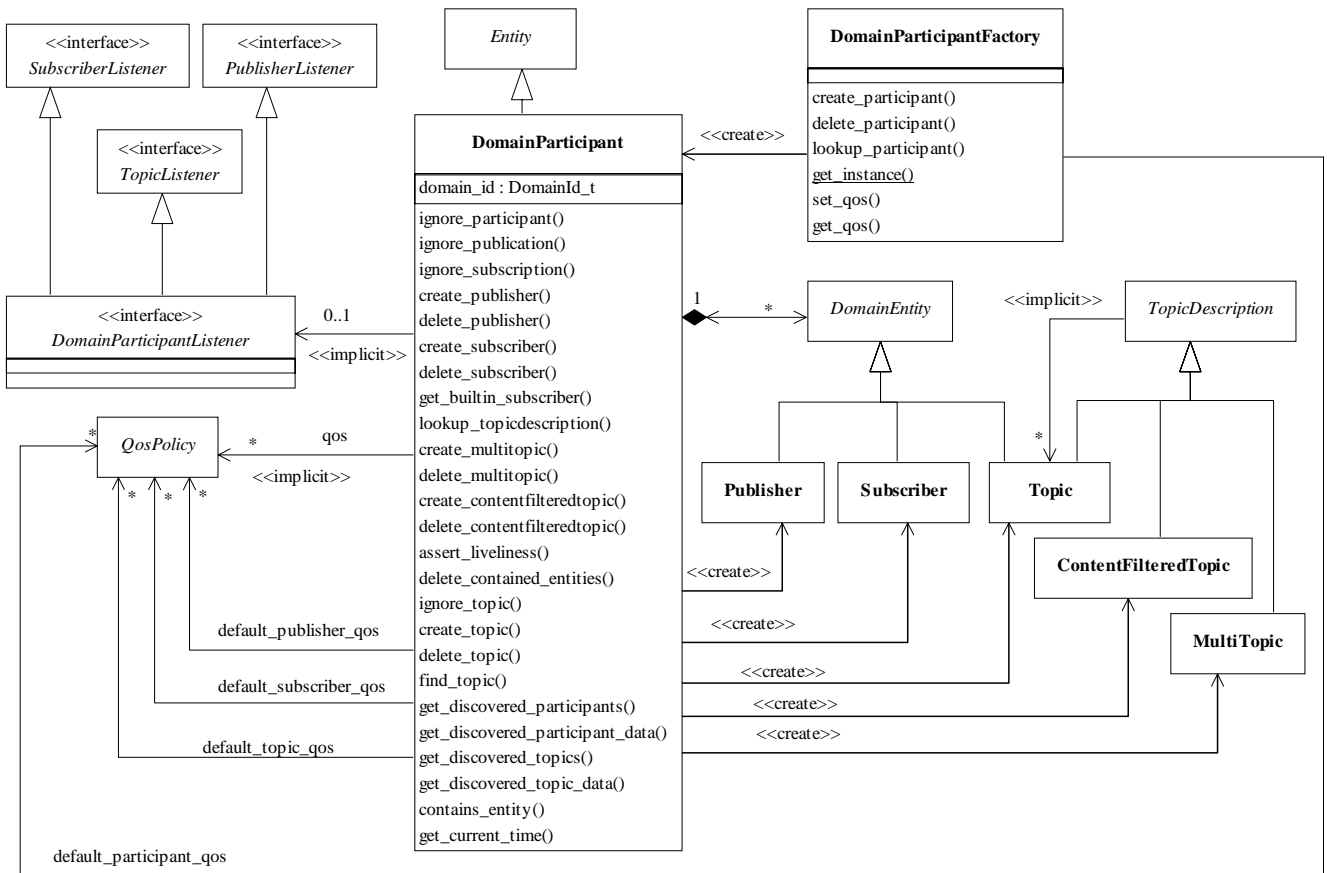 <<interface>>
SubscriberListener
<<interface>>
PublisherListener
Entity
DomainParticipantFactory
create_participant()
delete_participant()
lookup_participant()
get_instance()
set_qos()
get_qos()
<<interface>>
TopicListener
<<create>>
DomainParticipant
domain_id : DomainId_t
ignore_participant()
ignore_publication()
ignore_subscription()
create_publisher()
delete_publisher()
create_subscriber()
delete_subscriber()
get_builtin_subscriber()
lookup_topicdescription()
create_multitopic()
delete_multitopic()
create_contentfilteredtopic()
delete_contentfilteredtopic()
assert_liveliness()
delete_contained_entities()
ignore_topic()
create_topic()
delete_topic()
find_topic()
get_discovered_participants()
get_discovered_participant_data()
get_discovered_topics()
get_discovered_topic_data()
contains_entity()
get_current_time()
<<interface>>
DomainParticipantListener
0..1
<<implicit>>
1
*
DomainEntity
<<implicit>>
TopicDescription
*
*
QosPolicy
*
qos
<<implicit>>
*
*
*
Publisher
Subscriber
Topic
ContentFilteredTopic
MultiTopic
<<create>>
<<create>>
<<create>>
<<create>>
<<create>>
default_publisher_qos
default_subscriber_qos
default_topic_qos
default_participant_qos